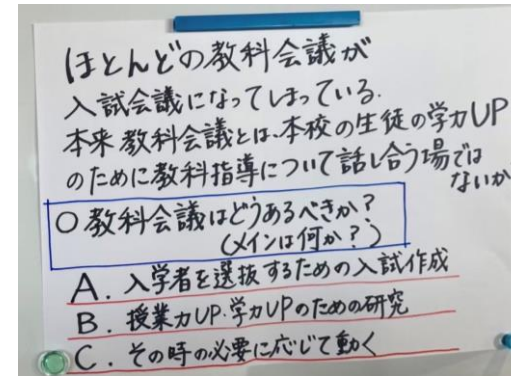 ほとんどの教科会議が
入試会議になってしまっている.
本来教科会議とは、本校の生徒の学力UP
のために教科指導について話し合う場では
ないか
○教科会議はどうあるべきか?
(メインは何か?)
A. 入学者を選抜するための入試作成
B. 授業力UP・学力UPのための研究
C. その時の必要に応じて動く